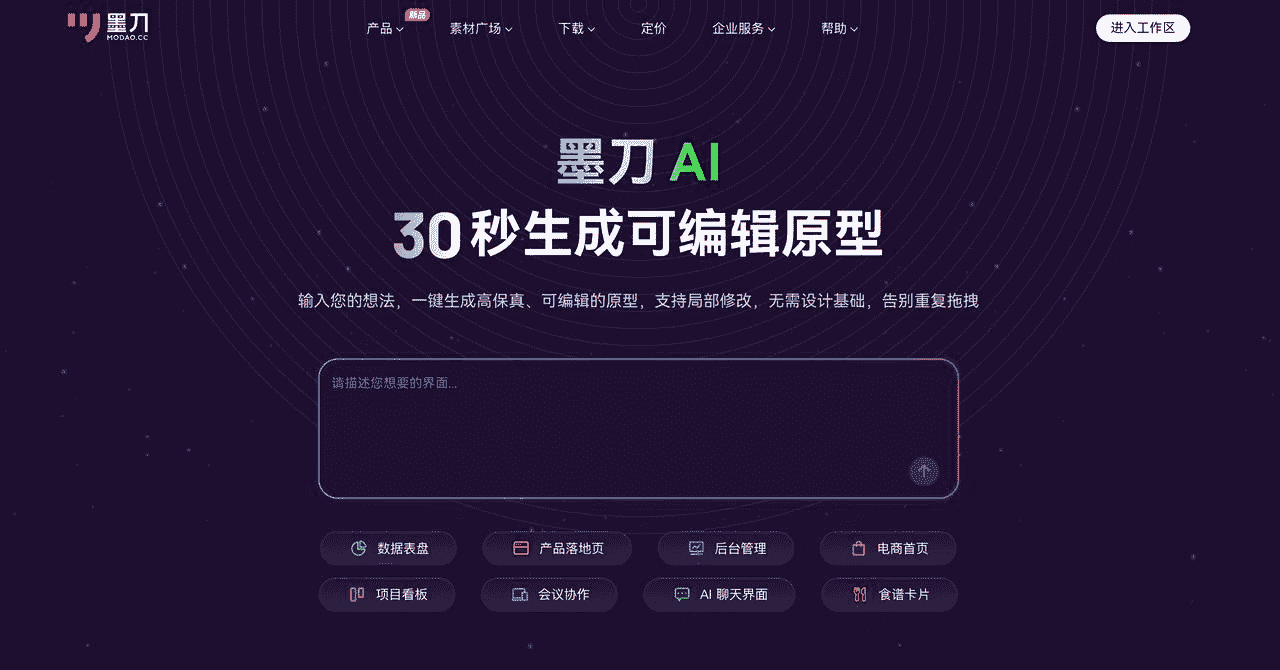 墨刀
MODAO.CC
产品
新品
素材广场
下载
定价
企业服务
帮助
进入工作区
墨刀 AI
30 秒生成可编辑原型
输入您的想法，一键生成高保真、可编辑的原型，支持局部修改，无需设计基础，告别重复拖拽
请描述您想要的界面...
数据表盘
产品落地页
后台管理
电商首页
项目看板
会议协作
AI 聊天界面
食谱卡片